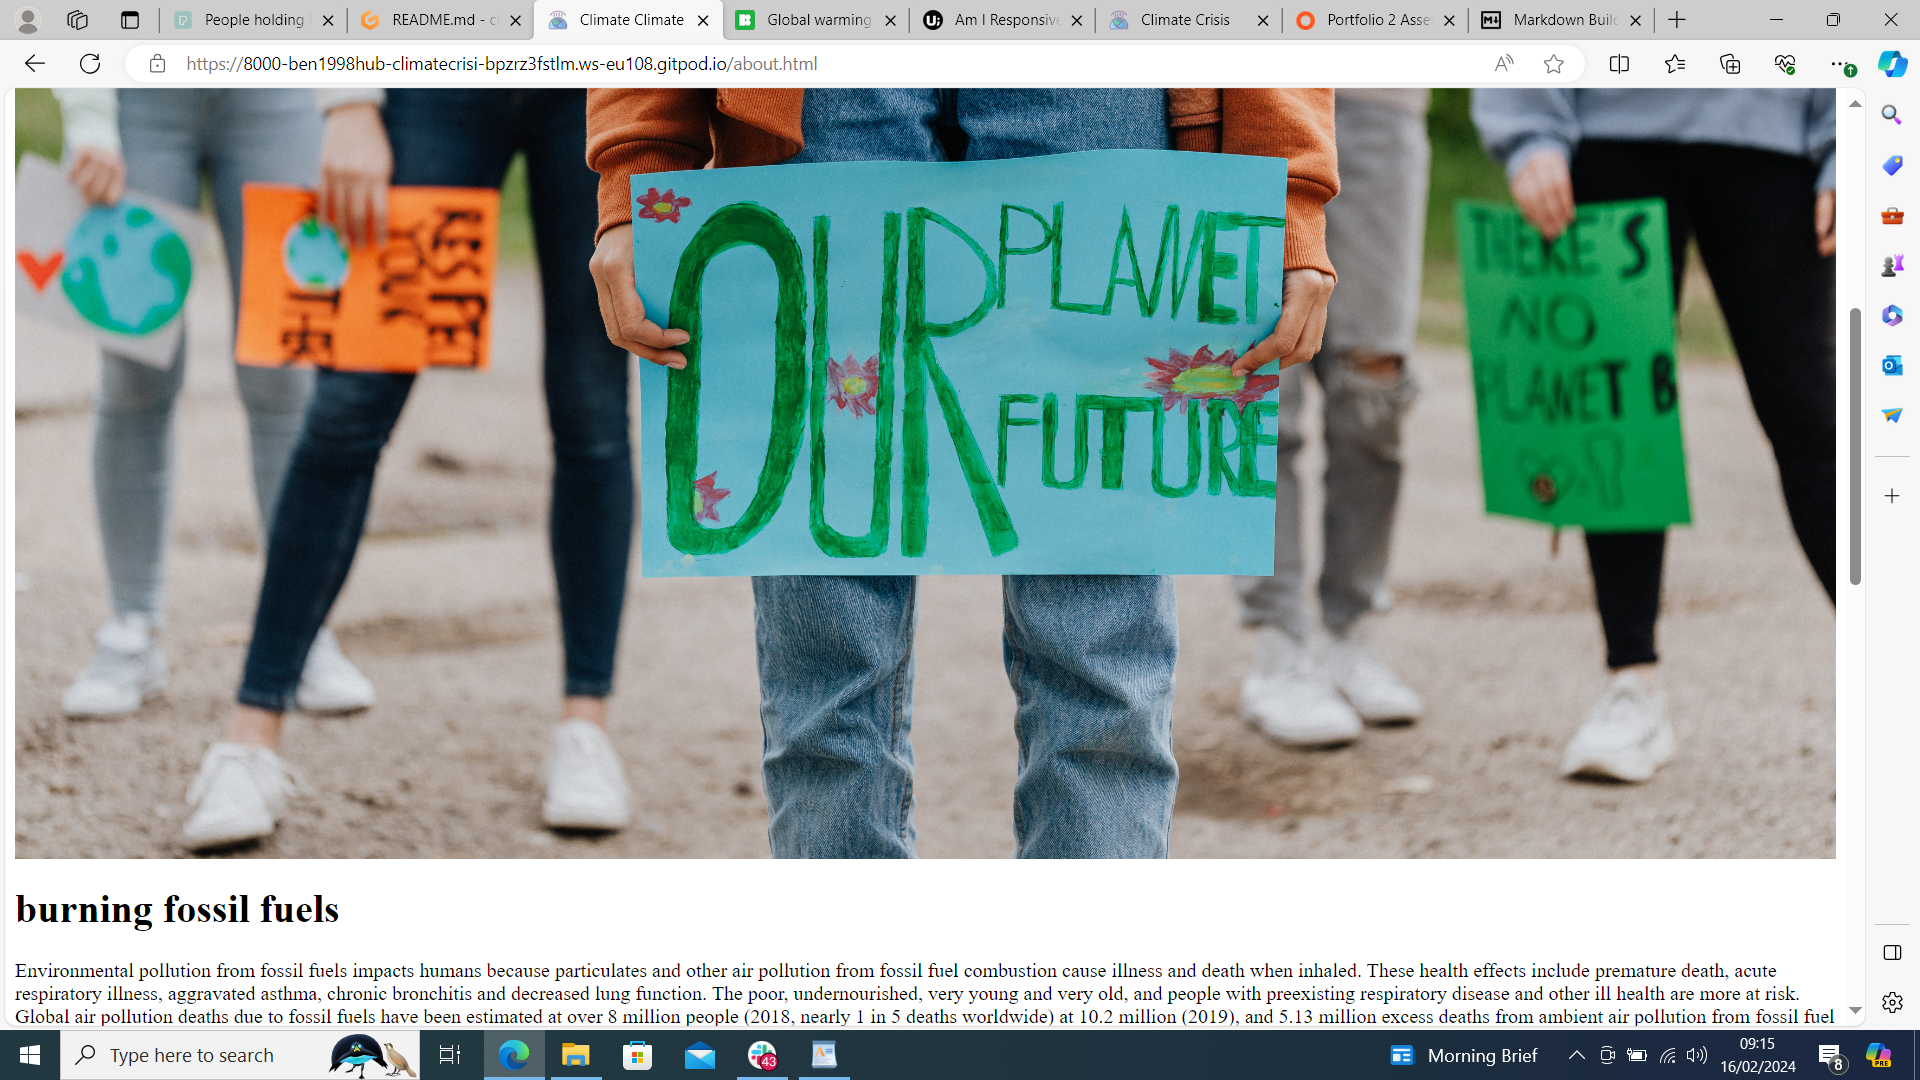 People holding
README.md - cl
Climate Climate
Global warming
Am I Responsive
Climate Crisis
Portfolio 2 Asse
Markdown Build
https://8000-ben1998hub-climatecrisi-bpzrz3fstlm.ws-eu108.gitpod.io/about.html
RESPECT
YOUR
OUR
PLANET
FUTURE
THERE'S
NO
PLANET B
burning fossil fuels
Environmental pollution from fossil fuels impacts humans because particulates and other air pollution from fossil fuel combustion cause illness and death when inhaled. These health effects include premature death, acute
respiratory illness, aggravated asthma, chronic bronchitis and decreased lung function. The poor, undernourished, very young and very old, and people with preexisting respiratory disease and other ill health are more at risk.
Global air pollution deaths due to fossil fuels have been estimated at over 8 million people (2018, nearly 1 in 5 deaths worldwide) at 10.2 million (2019), and 5.13 million excess deaths from ambient air pollution from fossil fuel
Type here to search
43
Morning Brief
09:15
16/02/2024
8
PRE